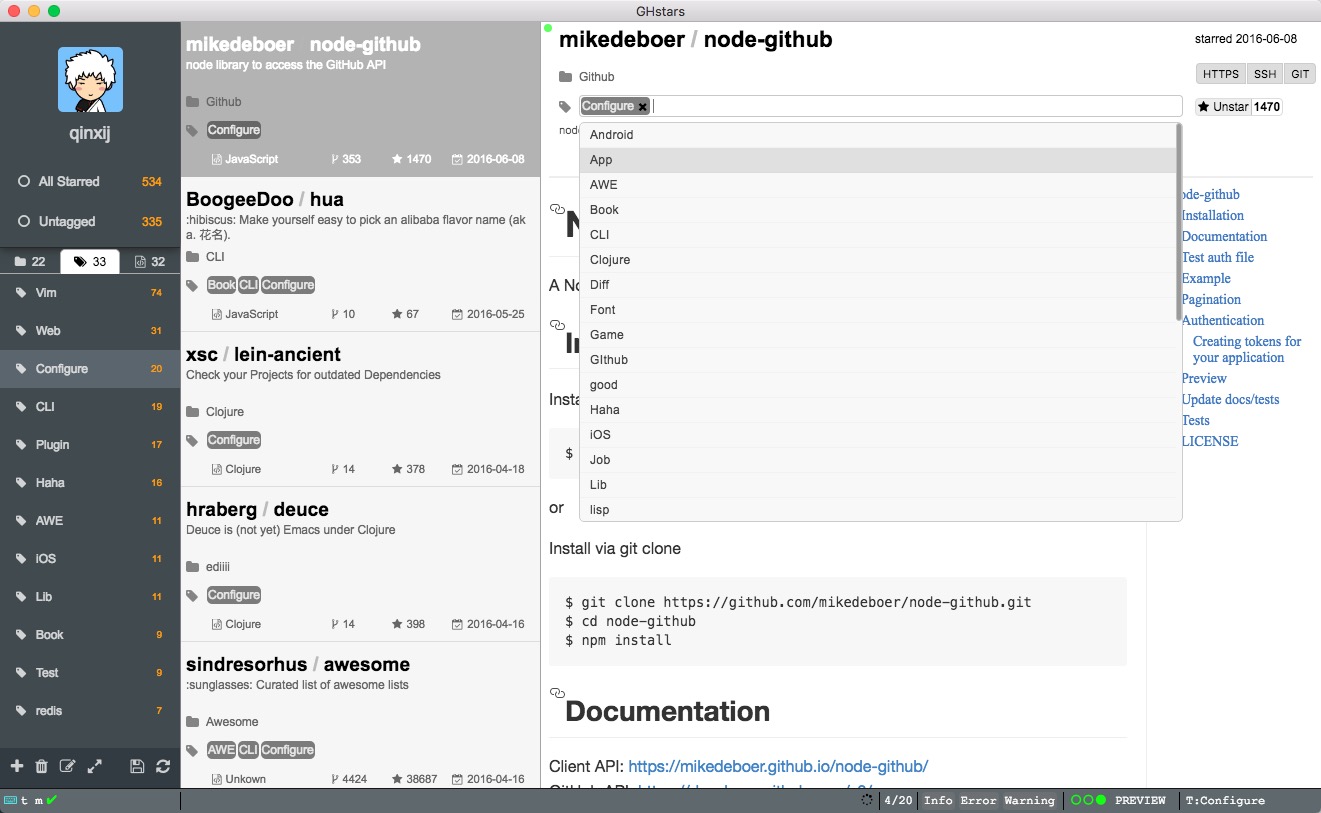 GHstars
qinxij
All Starred 534
Untagged 335
22 33 32
Vim 74
Web 31
Configure 20
CLI 19
Plugin 17
Haha 16
AWE 11
iOS 11
Lib 11
Book 9
Test 9
redis 7
mikedeboer node-github
node library to access the GitHub API
Github
Configure
JavaScript 353 1470 2016-06-08
BoogeeDoo / hua
:hibiscus: Make yourself easy to pick an alibaba flavor name (ak
a. 花名).
CLI
Book CLI Configure
JavaScript 10 67 2016-05-25
xsc / lein-ancient
Check your Projects for outdated Dependencies
Clojure
Configure
Clojure 14 378 2016-04-18
hraberg / deuce
Deuce is (not yet) Emacs under Clojure
ediiii
Configure
Clojure 14 398 2016-04-16
sindresorhus / awesome
:sunglasses: Curated list of awesome lists
Awesome
AWE CLI Configure
Unkown 4424 38687 2016-04-16
mikedeboer / node-github
starred 2016-06-08
Github
HTTPS SSH GIT
Configure ×
Unstar 1470
Android
App
AWE
Book
CLI
Clojure
Diff
Font
Game
GIthub
good
Haha
iOS
Job
Lib
lisp
$
or
Install via git clone
$ git clone https://github.com/mikedeboer/node-github.git
$ cd node-github
$ npm install
Documentation
Client API: https://mikedeboer.github.io/node-github/
ode-github
Installation
Documentation
Test auth file
Example
Pagination
Authentication
Creating tokens for
your application
Preview
Update docs/tests
Tests
LICENSE
t m
4/20 Info Error Warning PREVIEW T:Configure